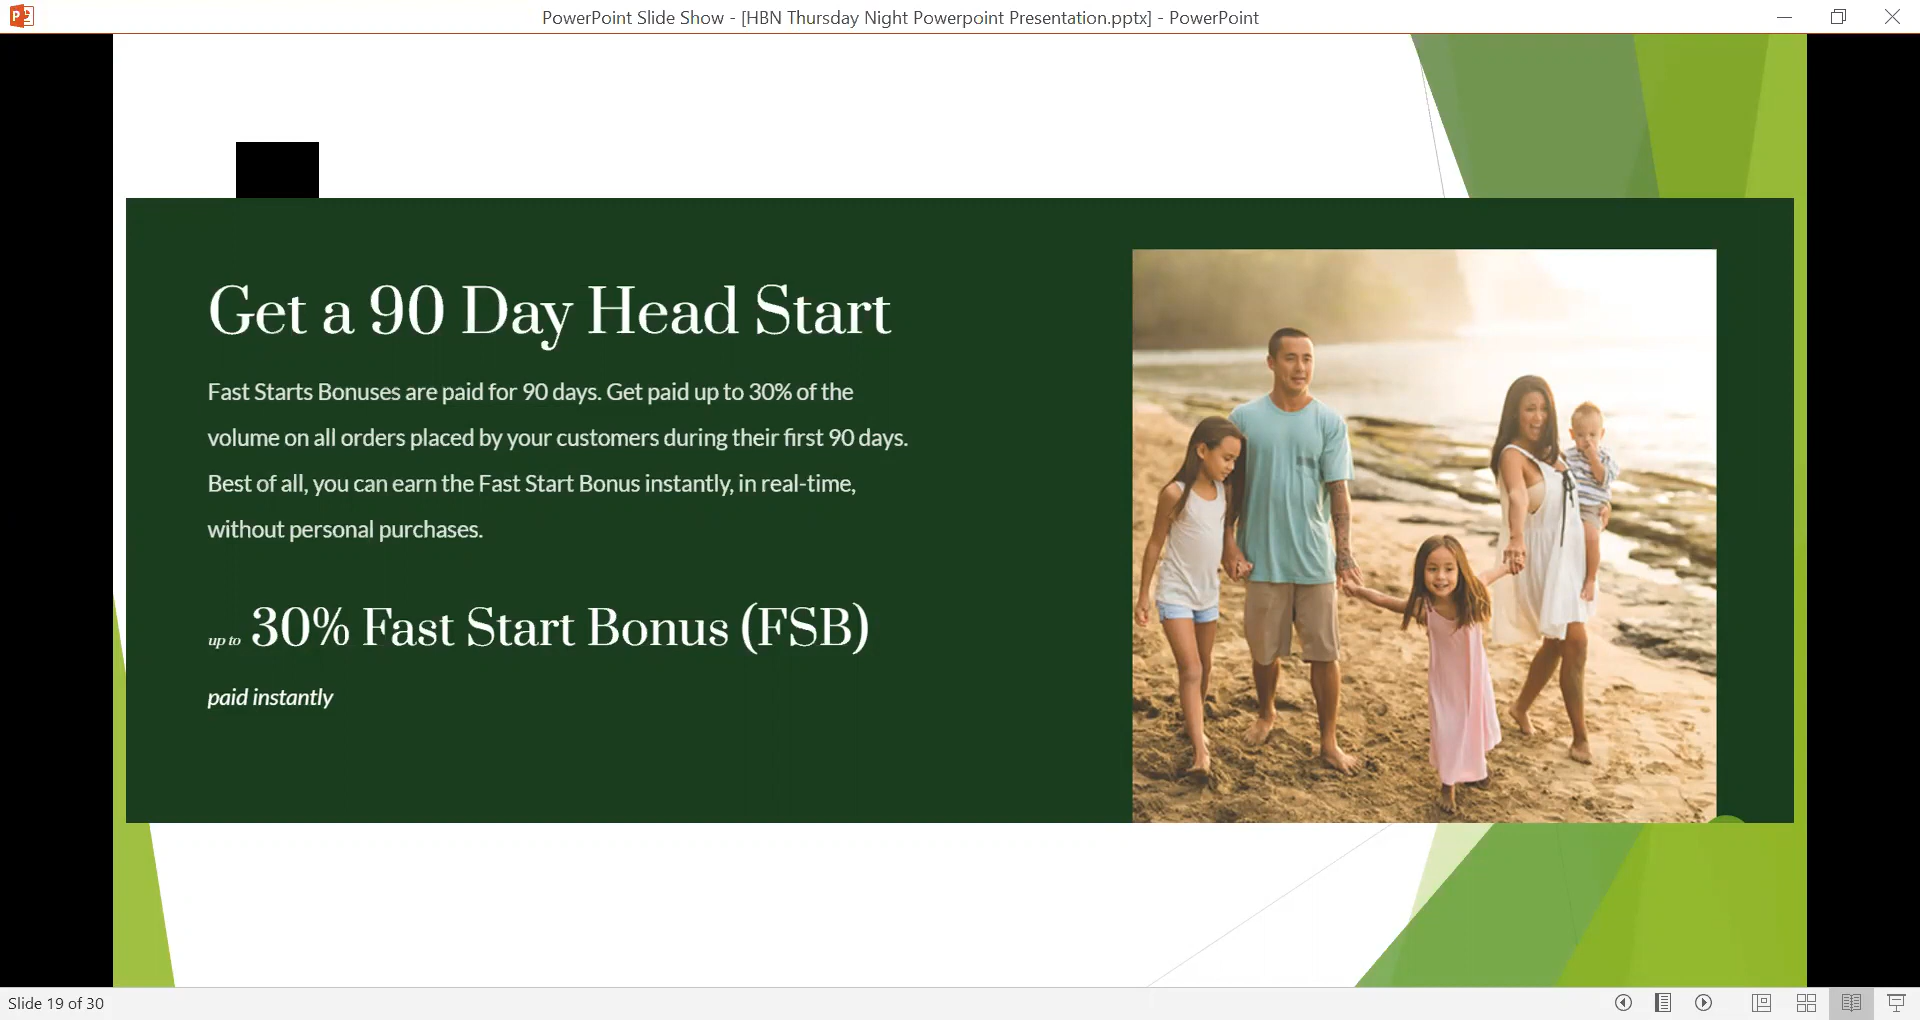 PowerPoint Slide Show - [HBN Thursday Night Powerpoint Presentation.pptx] - PowerPoint
Get a 90 Day Head Start
Fast Starts Bonuses are paid for 90 days. Get paid up to 30% of the
volume on all orders placed by your customers during their first 90 days.
Best of all, you can earn the Fast Start Bonus instantly, in real-time,
without personal purchases.
up to 30% Fast Start Bonus (FSB)
paid instantly
Slide 19 of 30